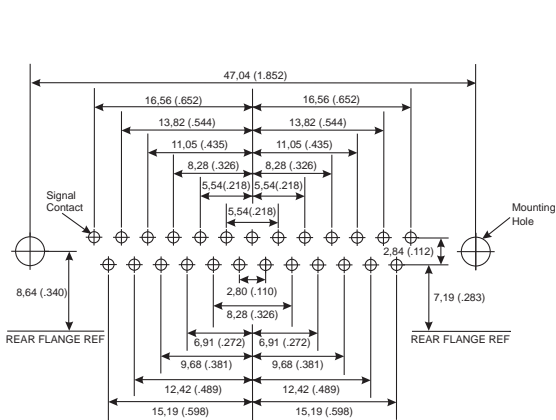 47,04 (1.852)
16,56 (.652) 16,56 (.652)
13,82 (.544) 13,82 (.544)
11,05 (.435) 11,05 (.435)
8,28 (.326) 8,28 (.326)
5,54(.218) 5,54(.218)
Signal
Contact
5,54(.218)
Mounting
Hole
2,84 (.112)
8,64 (.340)
2,80 (.110)
7,19 (.283)
8,28 (.326)
REAR FLANGE REF
6,91 (.272) 6,91 (.272)
REAR FLANGE REF
9,68 (.381) 9,68 (.381)
12,42 (.489) 12,42 (.489)
15,19 (.598) 15,19 (.598)